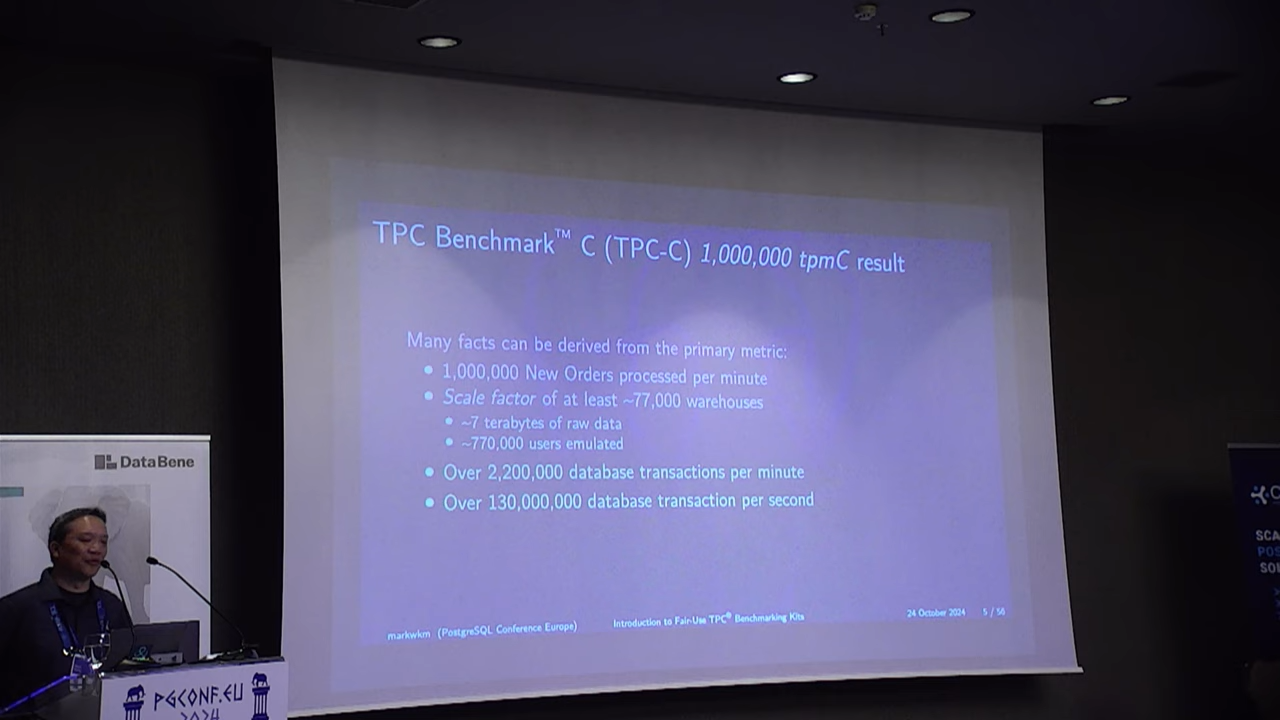 TPC Benchmark™ C (TPC-C) 1,000,000 tpmC result
Many facts can be derived from the primary metric:
• 1,000,000 New Orders processed per minute
• Scale factor of at least ~77,000 warehouses
• ~7 terabytes of raw data
• ~770,000 users emulated
• Over 2,200,000 database transactions per minute
• Over 130,000,000 database transaction per second
markwkm (PostgreSQL Conference Europe)
Introduction to Fair-Use TPC® Benchmarking Kits
24 October 2024
5 / 56
DataBene
PGCONF.EU
2024
SCA
POS
SOL